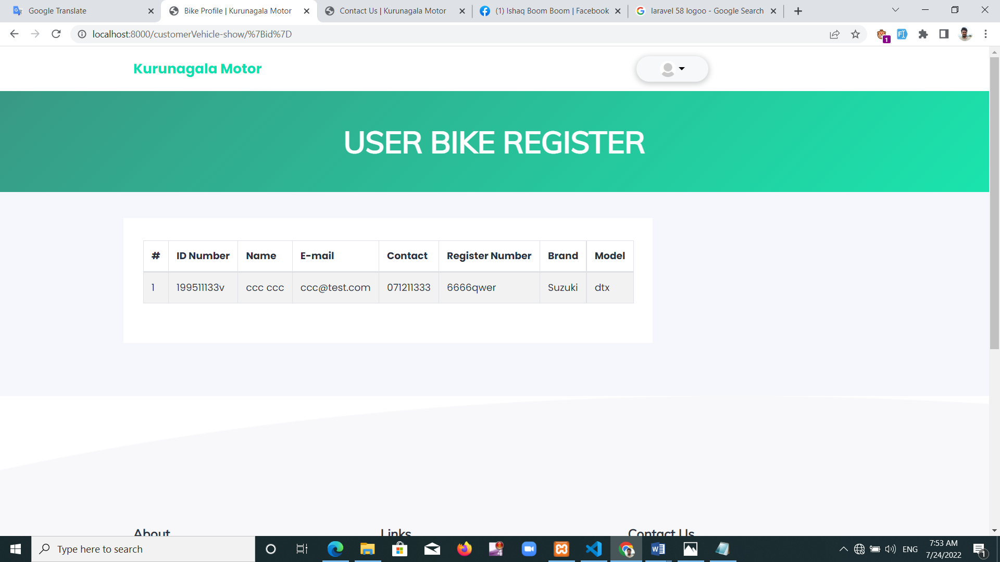 Google Translate
Bike Profile | Kurunagala Motor
Contact Us | Kurunagala Motor
(1) Ishaq Boom Boom | Facebook
laravel 58 logoo - Google Search
localhost:8000/customerVehicle-show/%7Bid%7D
1
Kurunagala Motor
USER BIKE REGISTER
# ID Number Name E-mail Contact Register Number Brand Model
1 199511133v ccc ccc ccc@test.com 071211333 6666qwer Suzuki dtx
About Links Contact Us
Type here to search
ENG
7:53 AM
7/24/2022
1